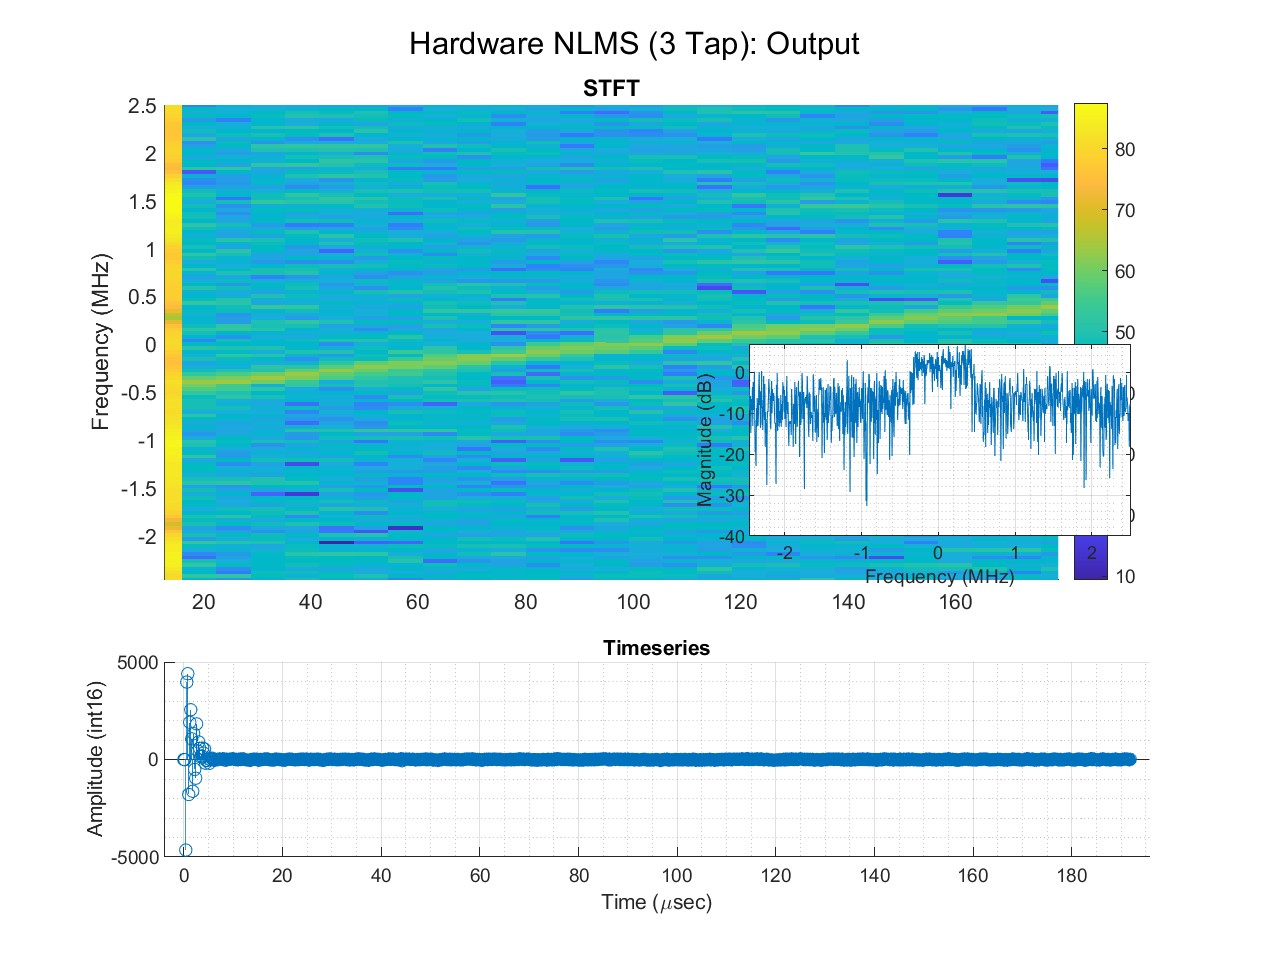 Hardware NLMS (3 Tap): Output
STFT
Frequency (MHz)
2.5
2
1.5
1
0.5
0
-0.5
-1
-1.5
-2
20 40 60 80 100 120 140 160
80
70
60
50
0
0
0
10
Magnitude (dB)
0
-10
-20
-30
-40
-2 -1 0 1 2
Frequency (MHz)
Timeseries
Amplitude (int16)
5000
0
-5000
0 20 40 60 80 100 120 140 160 180
Time (μsec)